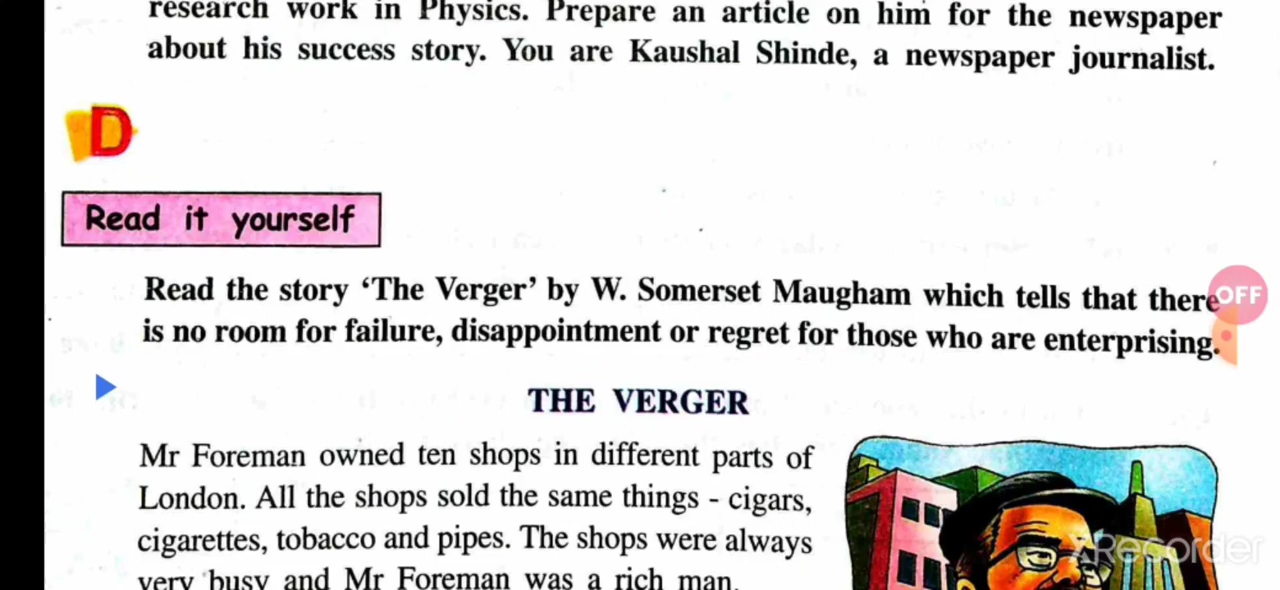 research work in Physics. Prepare an article on him for the newspaper
about his success story. You are Kaushal Shinde, a newspaper journalist.
D
Read it yourself
Read the story ‘The Verger’ by W. Somerset Maugham which tells that there
is no room for failure, disappointment or regret for those who are enterprising.
OFF
THE VERGER
Mr Foreman owned ten shops in different parts of
London. All the shops sold the same things - cigars,
cigarettes, tobacco and pipes. The shops were always
very busy and Mr Foreman was a rich man.
XRecorder